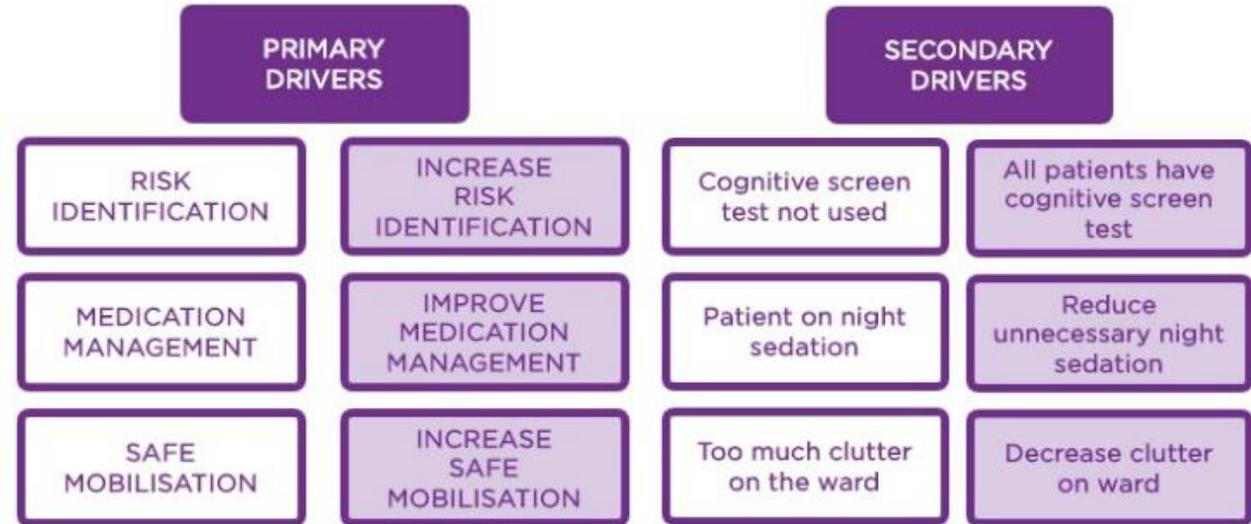 PRIMARY
DRIVERS
SECONDARY
DRIVERS
RISK
IDENTIFICATION
INCREASE
RISK
IDENTIFICATION
Cognitive screen
test not used
All patients have
cognitive screen
test
MEDICATION
MANAGEMENT
IMPROVE
MEDICATION
MANAGEMENT
Patient on night
sedation
Reduce
unnecessary night
sedation
SAFE
MOBILISATION
INCREASE
SAFE
MOBILISATION
Too much clutter
on the ward
Decrease clutter
on ward